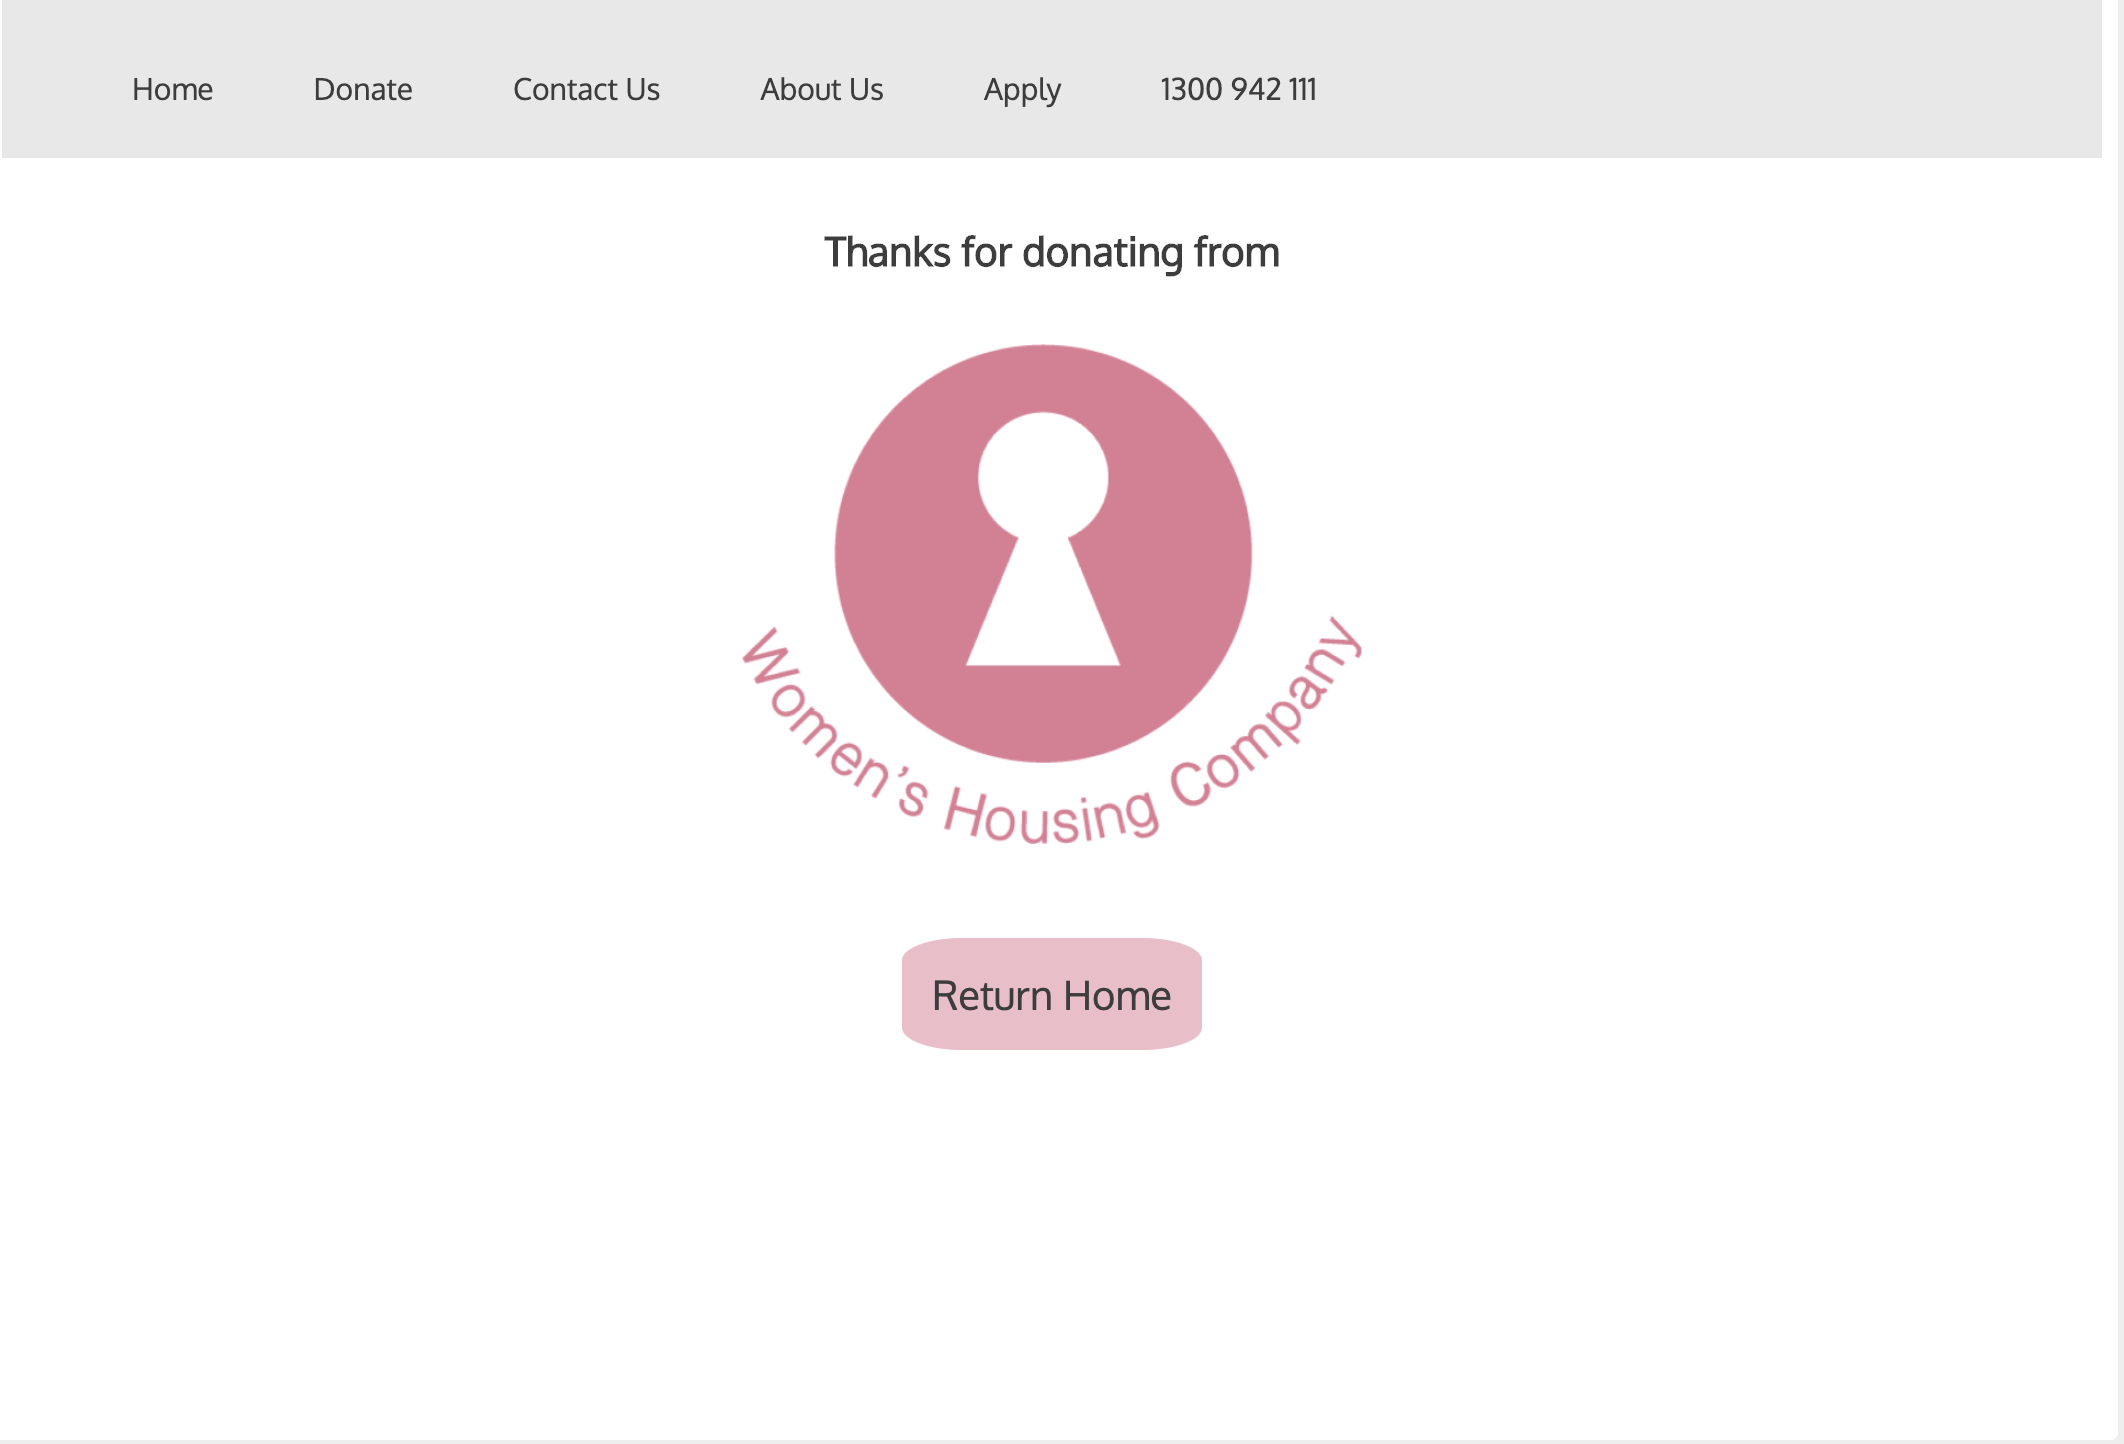 Home Donate Contact Us About Us Apply 1300 942 111
Thanks for donating from
Women’s Housing Company
Return Home